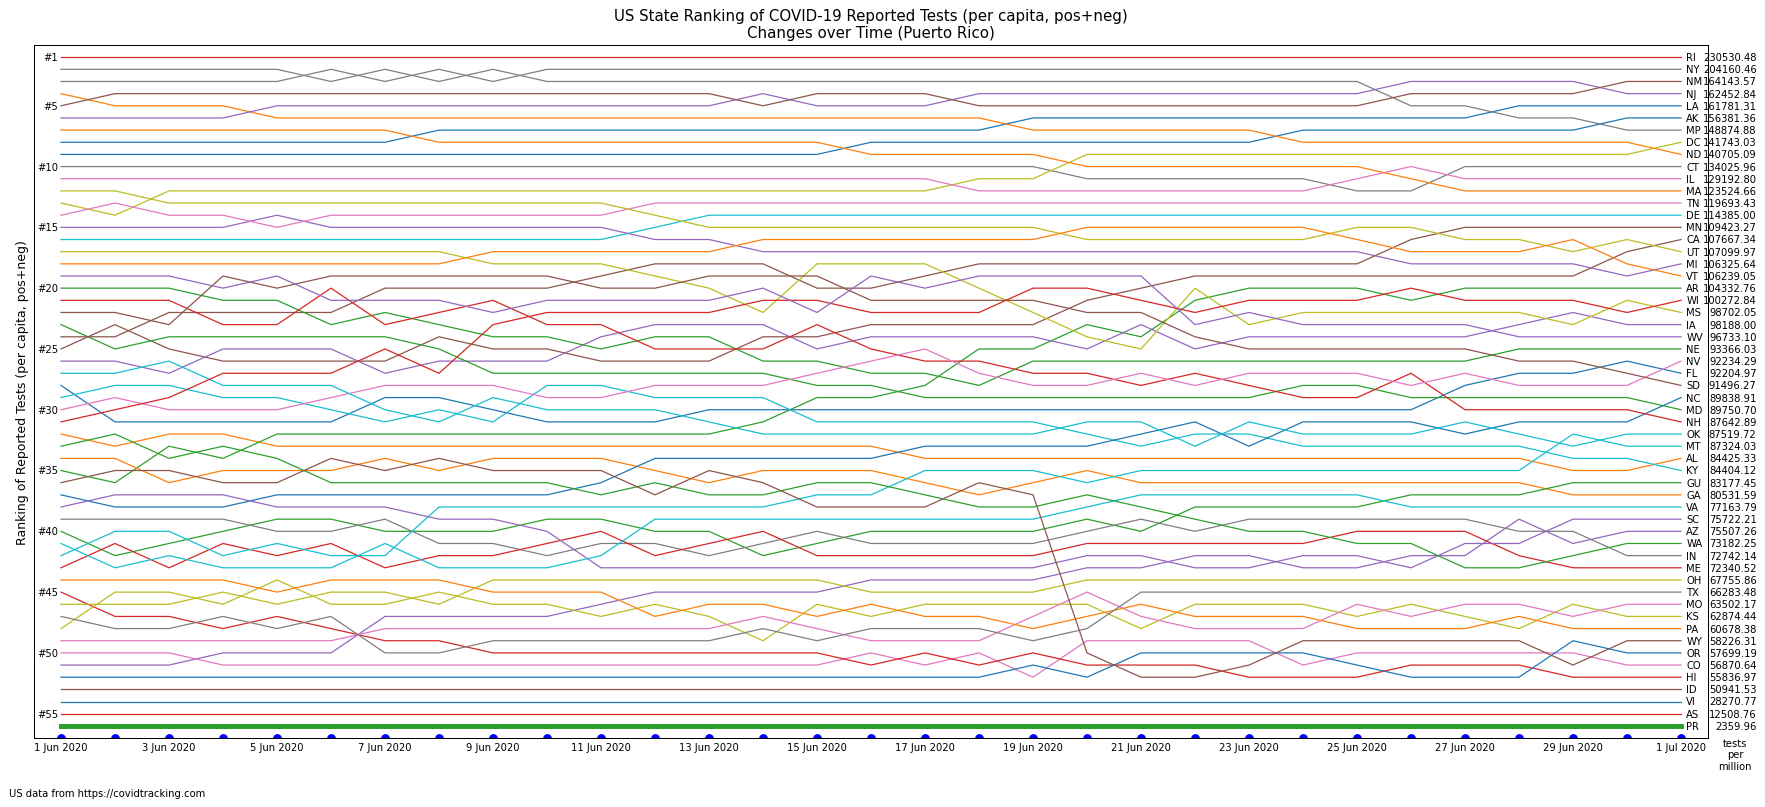 US State Ranking of COVID-19 Reported Tests (per capita, pos+neg)
Changes over Time (Puerto Rico)
Ranking of Reported Tests (per capita, pos+neg)
#1
#5
#10
#15
#20
#25
#30
#35
#40
#45
#50
#55
RI 230530.48
NY 204160.46
NM 164143.57
NJ 162452.84
LA 161781.31
AK 156381.36
MP 148874.88
DC 141743.03
ND 140705.09
CT 134025.96
IL 129192.80
MA 123524.66
TN 119693.43
DE 114385.00
MN 109423.27
CA 107667.34
UT 107099.97
MI 106325.64
VT 106239.05
AR 104332.76
WI 100272.84
MS 98702.05
IA 98188.00
WV 96733.10
NE 93366.03
NV 92234.29
FL 92204.97
SD 91496.27
NC 89838.91
MD 89750.70
NH 87642.89
OK 87519.72
MT 87324.03
AL 84425.33
KY 84404.12
GU 83177.45
GA 80531.59
VA 77163.79
SC 75722.21
AZ 75507.26
WA 73182.25
IN 72742.14
ME 72340.52
OH 67755.86
TX 66283.48
MO 63502.17
KS 62874.44
PA 60678.38
WY 58226.31
OR 57699.19
CO 56870.64
HI 55836.97
ID 50941.53
VI 28270.77
AS 12508.76
PR 2359.96
1 Jun 2020 3 Jun 2020 5 Jun 2020 7 Jun 2020 9 Jun 2020 11 Jun 2020 13 Jun 2020 15 Jun 2020 17 Jun 2020 19 Jun 2020 21 Jun 2020 23 Jun 2020 25 Jun 2020 27 Jun 2020 29 Jun 2020 1 Jul 2020
tests
per
million
US data from https://covidtracking.com